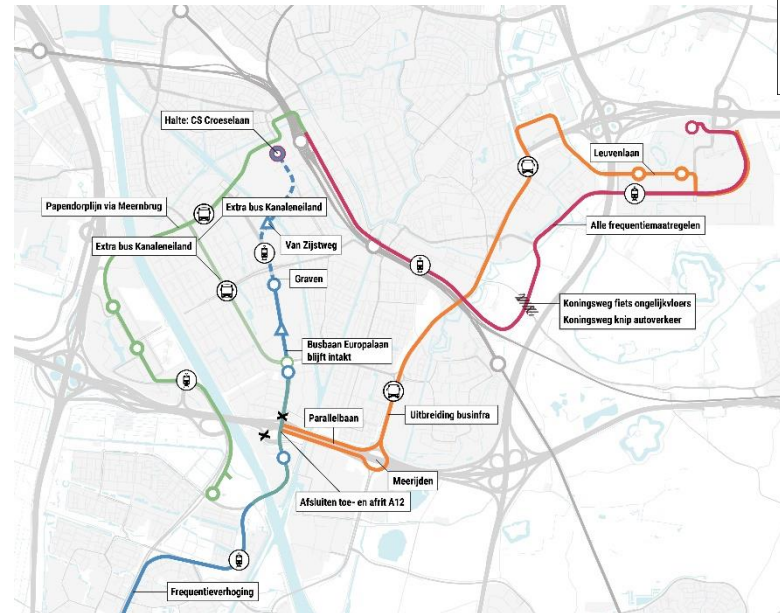 Halte: CS Croeselaan
Leuvenlaan
Papendorplijn via Meernbrug
Extra bus Kanaleneiland
Alle frequentiemaatregelen
Extra bus Kanaleneiland
Van Zijstweg
Graven
Koningsweg fiets ongelijkvloers
Koningsweg knip autoverkeer
Busbaan Europalaan
blijft intakt
Parallelbaan
Uitbreiding businfra
Meerijden
Afsluiten toe- en afrit A12
Frequentieverhoging